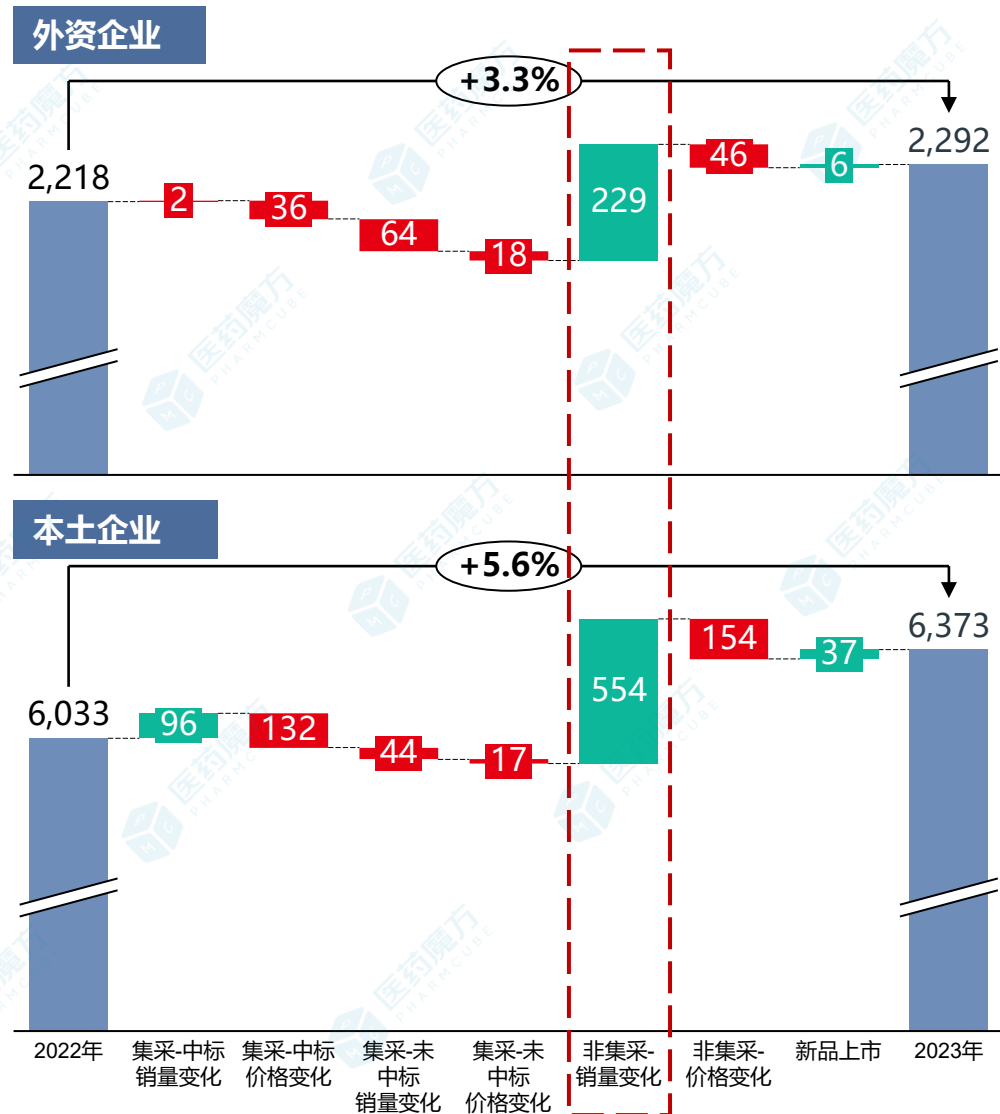 外资企业
+3.3%
2,218
2
36
64
18
229
46
6
2,292
本土企业
+5.6%
6,033
96
132
44
17
554
154
37
6,373
2022年
集采-中标
销量变化
集采-中标
价格变化
集采-未
中标
销量变化
集采-未
中标
价格变化
非集采-
销量变化
非集采-
价格变化
新品上市
2023年
医药魔方
PHARMCUBE